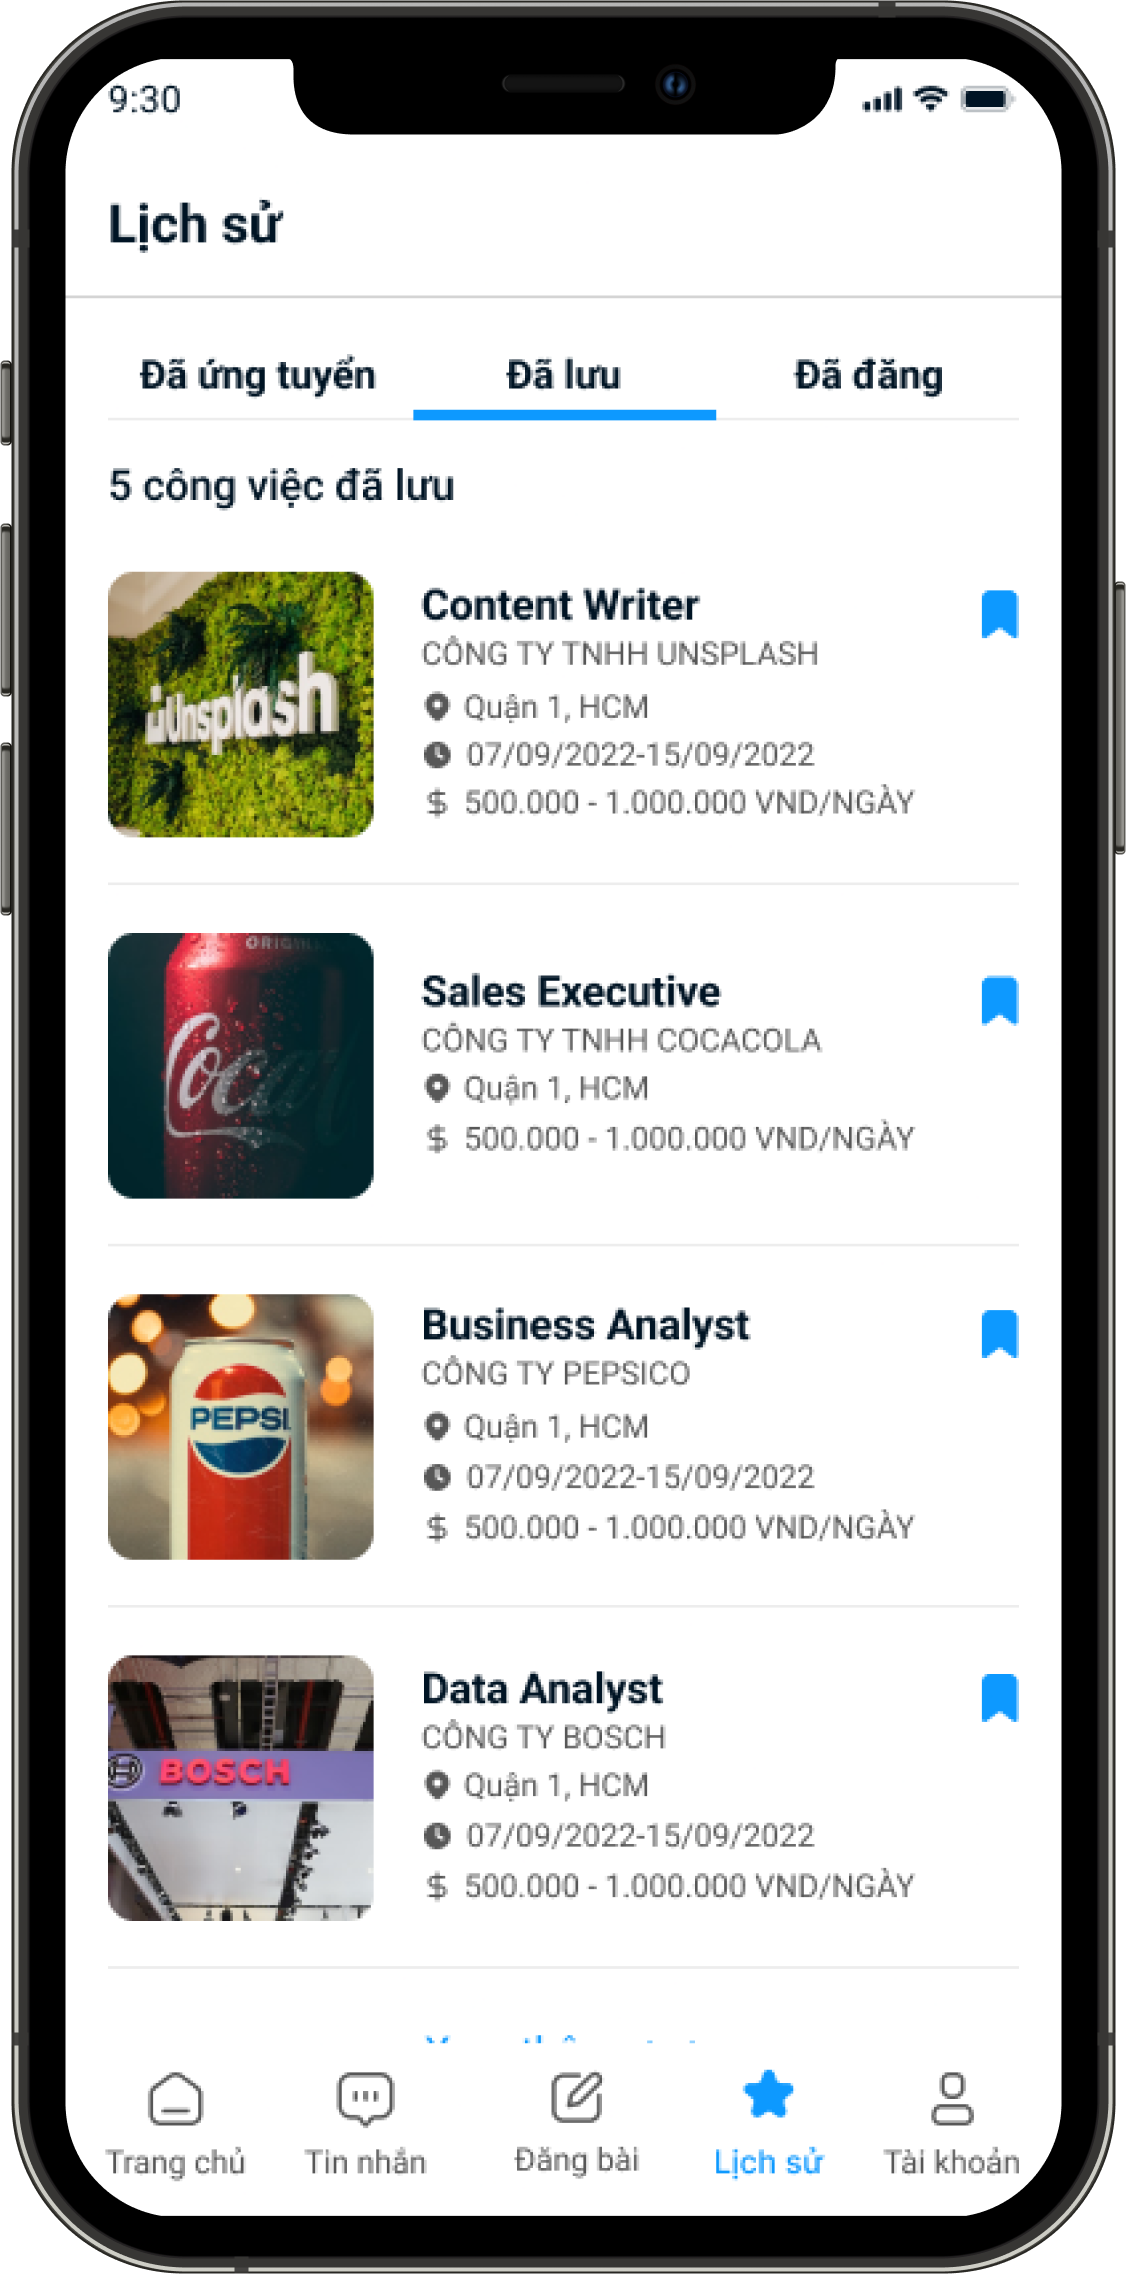 9:30
Lịch sử
Đã ứng tuyển
Đã lưu
Đã đăng
5 công việc đã lưu
Unsplash
Content Writer
CÔNG TY TNHH UNSPLASH
Quận 1, HCM
07/09/2022-15/09/2022
$ 500.000 - 1.000.000 VND/NGÀY
Sales Executive
CÔNG TY TNHH COCACOLA
Quận 1, HCM
$ 500.000 - 1.000.000 VND/NGÀY
PEPSI
Business Analyst
CÔNG TY PEPSICO
Quận 1, HCM
07/09/2022-15/09/2022
$ 500.000 - 1.000.000 VND/NGÀY
BOSCH
Data Analyst
CÔNG TY BOSCH
Quận 1, HCM
07/09/2022-15/09/2022
$ 500.000 - 1.000.000 VND/NGÀY
Trang chủ
Tin nhắn
Đăng bài
Lịch sử
Tài khoản